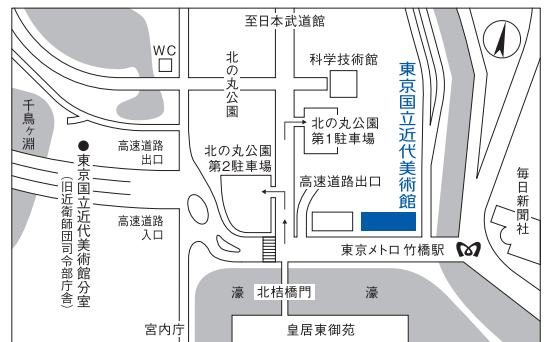 至日本武道館
WC
北の丸公園
科学技術館
東京国立近代美術館
千鳥ヶ淵
北の丸公園
第1駐車場
高速道路
出口
北の丸公園
第2駐車場
高速道路出口
●東京国立近代美術館分室
(旧近衛師団司令部庁舎)
高速道路
入口
毎日新聞社
東京メトロ 竹橋駅
濠
北桔橋門
濠
宮内庁
皇居東御苑